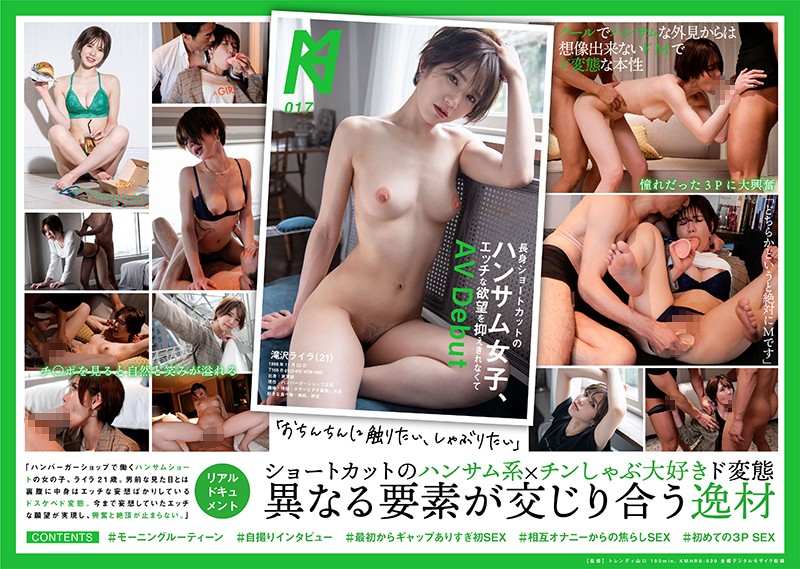 017
長身ショートカットの
ハンサム女子、
エッチな欲望を抑えきれなくて
AV Debut
滝沢ライラ(21)
クールでハンサムな外見からは
想像出来ないドMで
ド変態な本性
憧れだった3Pに大興奮
「どちらかというと絶対にMです」
チ〇ポを見ると自然と笑みが溢れる
「おちんちんに触りたい、しゃぶりたい」
「ハンバーガーショップで働くハンサムショート
の女の子、ライラ21歳。男前な見た目とは
裏腹に中身はエッチな妄想ばかりしている
ドスケベド変態。今まで妄想していたエッチ
な願望が実現し、興奮と絶頂が止まらない。」
リアル
ドキュ
メント
ショートカットのハンサム系×チンしゃぶ大好きド変態
異なる要素が交じり合う逸材
CONTENTS
#モーニングルーティーン #自撮りインタビュー #最初からギャップありすぎ初SEX #相互オナニーからの焦らしSEX #初めての3P SEX